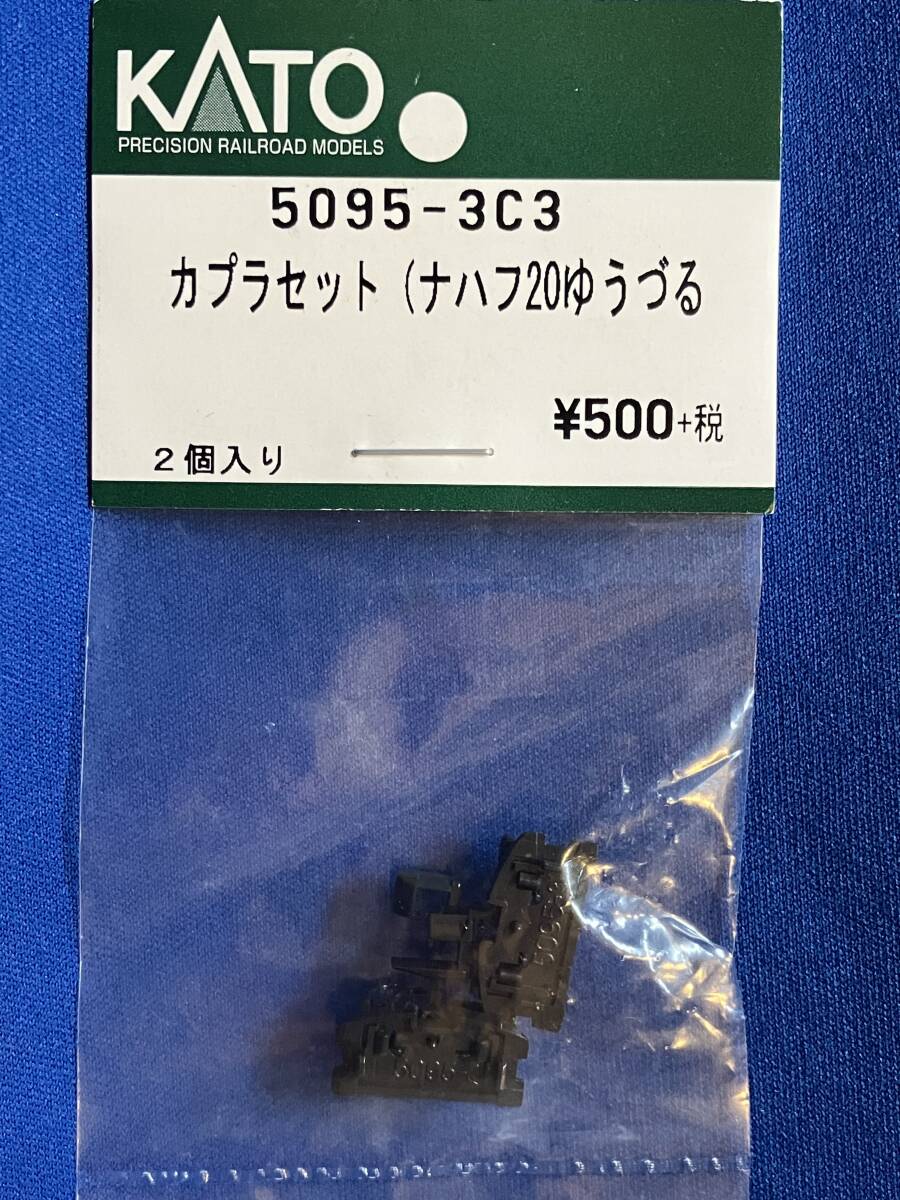 KATO
PRECISION RAILROAD MODELS
5095-3C3
カプラセット (ナハフ20ゆうづる
¥500+税
2個入り